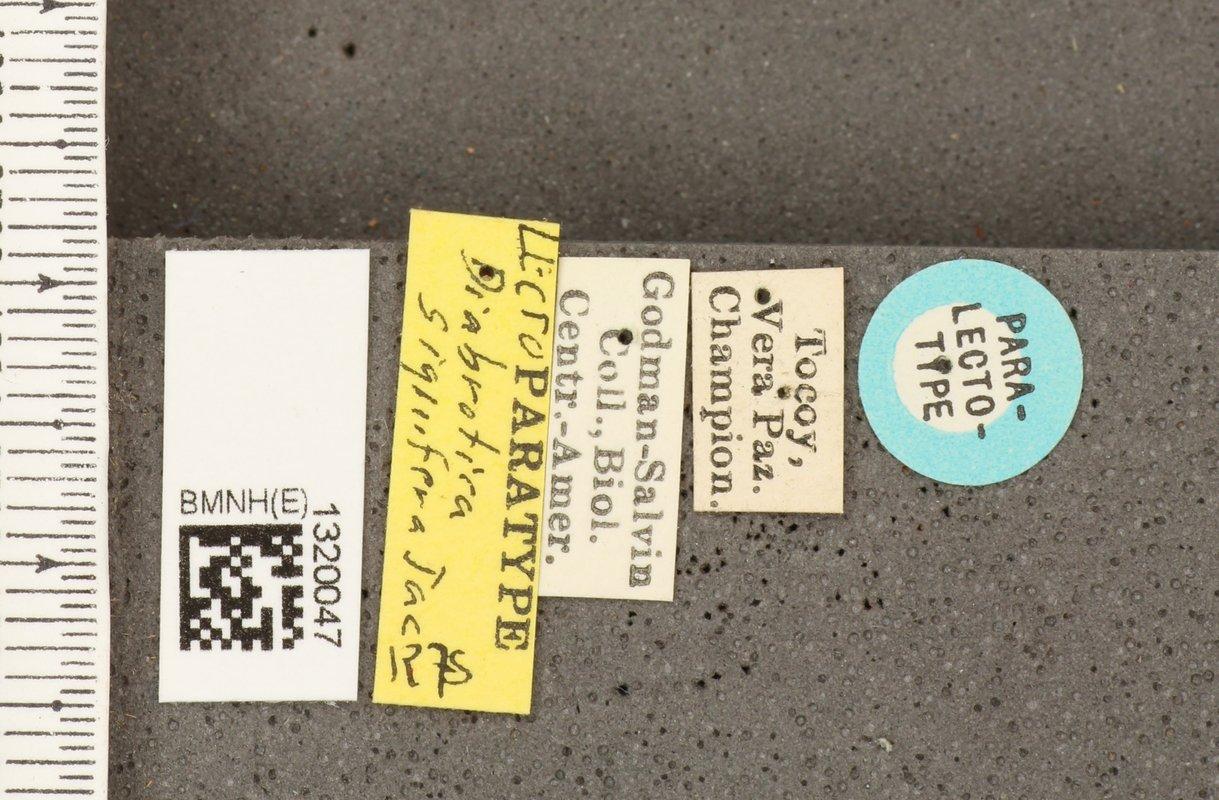 BMNH(E)
1320047
LECTOPARATYPE
Diabrotica
signifera Jac
Godman-Salvin
Coll., Biol.
Centr.-Amer.
Tocoy,
Vera Paz.
Champion.
PARA-
LECTO-
TYPE